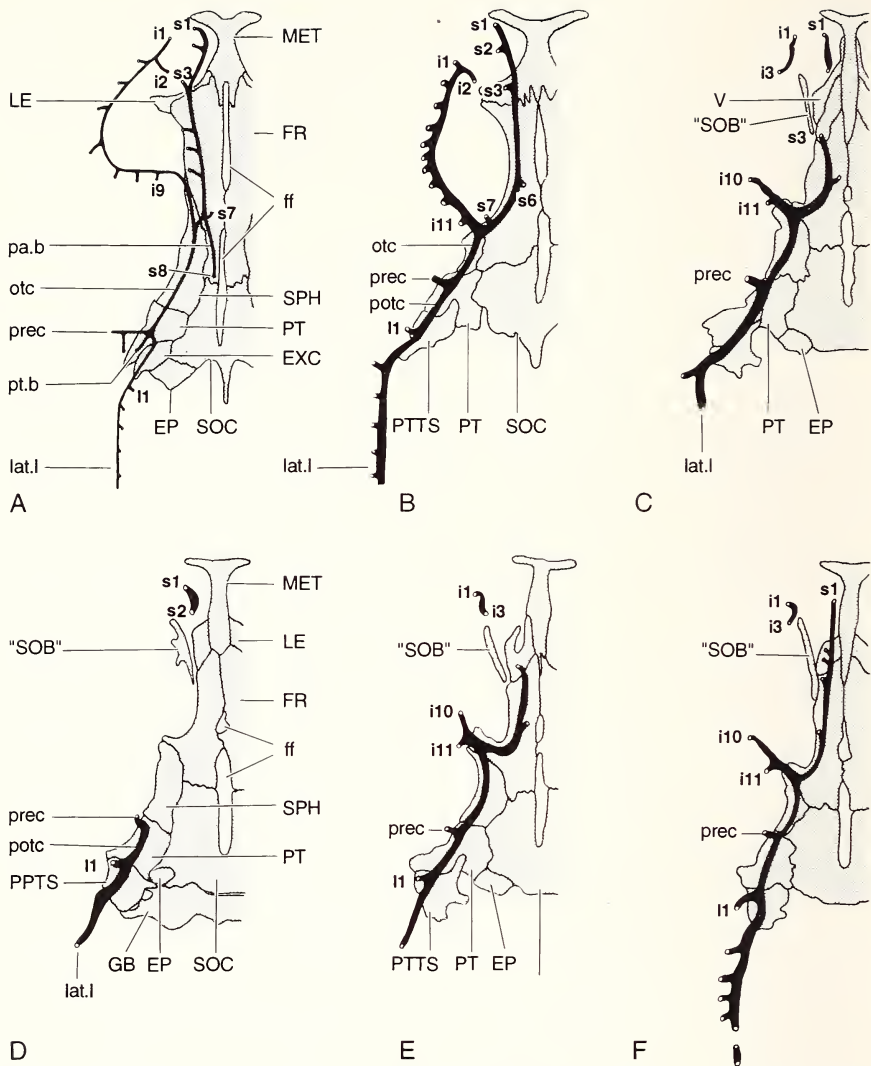 s1
i1
MET
i2
s3
LE
FR
i9
ff
s7
pa.b
s8
otc
SPH
prec
PT
pt.b
EXC
l1
EP
SOC
lat.l
A
s1
s2
i1
i2
s3
s7
s6
i11
otc
prec
potc
l1
PTTS
PT
SOC
lat.l
B
i1
s1
i3
V
"SOB"
s3
i10
i11
prec
PT
EP
lat.l
C
s1
MET
s2
"SOB"
LE
FR
ff
prec
SPH
potc
l1
PT
PPTS
GB
EP
SOC
lat.l
D
i1
i3
"SOB"
i10
i11
prec
l1
PTTS
PT
EP
E
s1
i1
i3
"SOB"
i10
i11
prec
l1
F